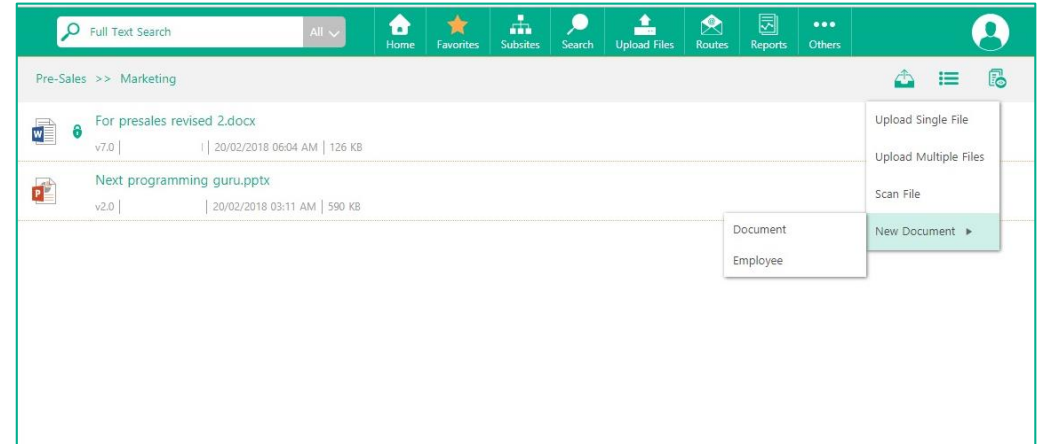 Full Text Search All
Home Favorites Subsites Search Upload Files Routes Reports Others
Pre-Sales >> Marketing
For presales revised 2.docx
v7.0 | | 20/02/2018 06:04 AM | 126 KB
Next programming guru.pptx
v2.0 | | 20/02/2018 03:11 AM | 590 KB
Upload Single File
Upload Multiple Files
Scan File
New Document
Document
Employee